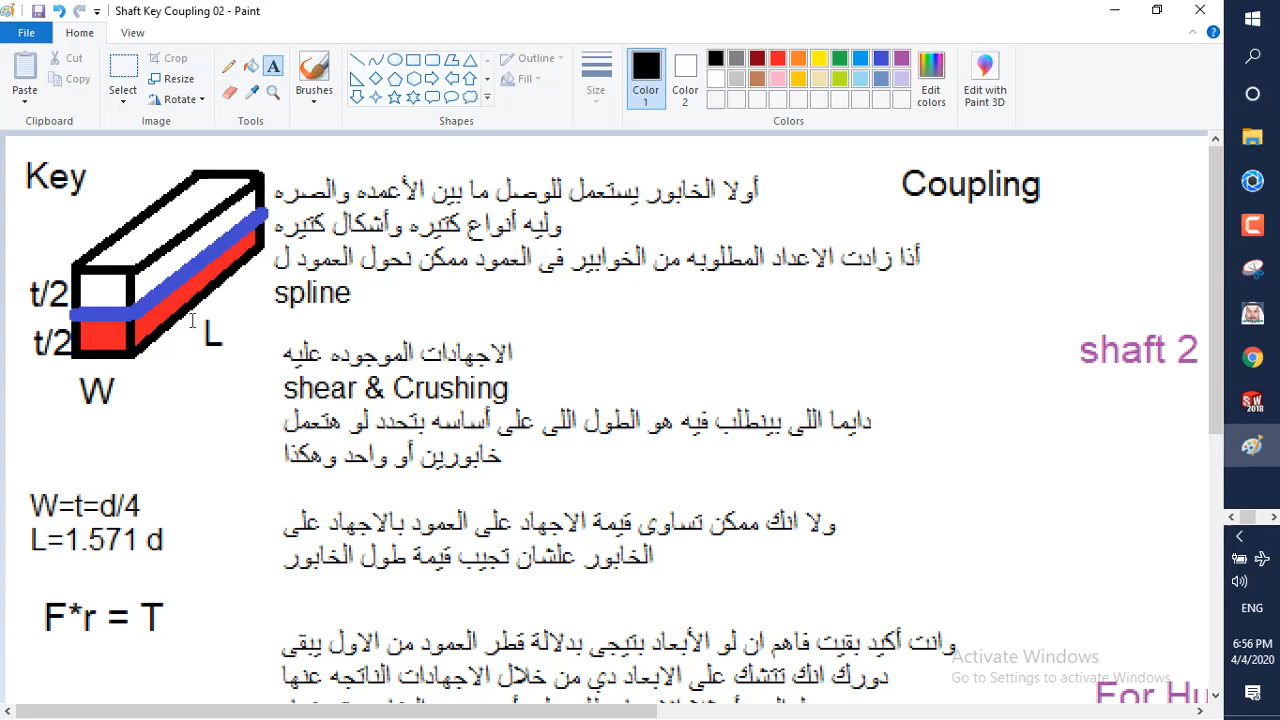 Shaft Key Coupling 02 - Paint
File
Home
View
Paste
Cut
Copy
Clipboard
Select
Crop
Resize
Rotate
Image
A
Tools
Brushes
Shapes
Outline
Fill
Size
Color 1
Color 2
Edit colors
Edit with Paint 3D
Colors
Key
t/2
t/2
L
W
W=t=d/4
L=1.571 d
F*r = T
أولا الخابور يستعمل للوصل ما بين الأعمده والصره
وليه أنواع كتيره وأشكال كتيره
أذا زادت الاعداد المطلوبه من الخوابير فى العمود ممكن نحول العمود ل
spline
الاجهادات الموجوده عليه
shear & Crushing
دايما اللى بينطلب فيه هو الطول اللى على أساسه بتحدد لو هتعمل
خابورين أو واحد وهكذا
ولا انك ممكن تساوى قيمة الاجهاد على العمود بالاجهاد على
الخابور علشان تجيب قيمة طول الخابور
وانت أكيد بقيت فاهم ان لو الأبعاد بتيجى بدلالة قطر العمود من الاول يبقى
دورك انك تتشك على الابعاد دي من خلال الاجهادات الناتجه عنها
Coupling
shaft 2
Activate Windows
Go to Settings to activate Windows.
For Hu
SW
2018
ENG
6:56 PM
4/4/2020